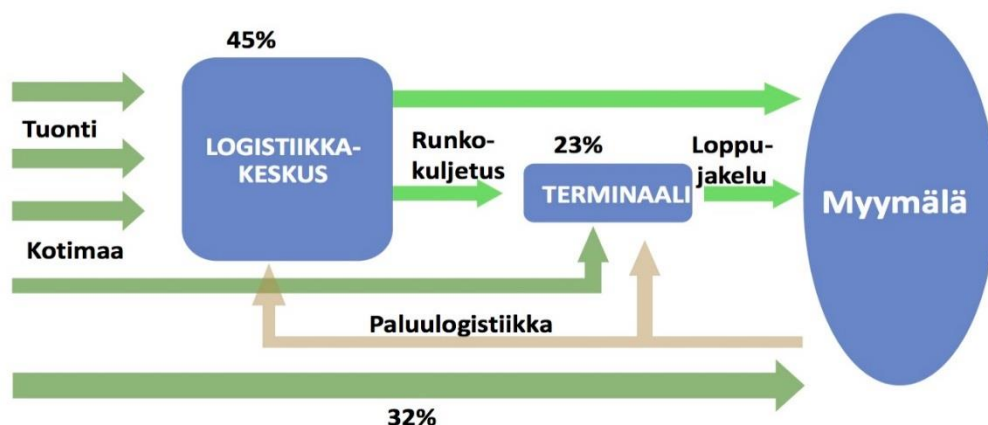 45%
Tuonti
LOGISTIIKKA-
KESKUS
Runko-
kuljetus
23%
TERMINAALI
Loppu-
jakelu
Myymälä
Kotimaa
Paluulogistiikka
32%